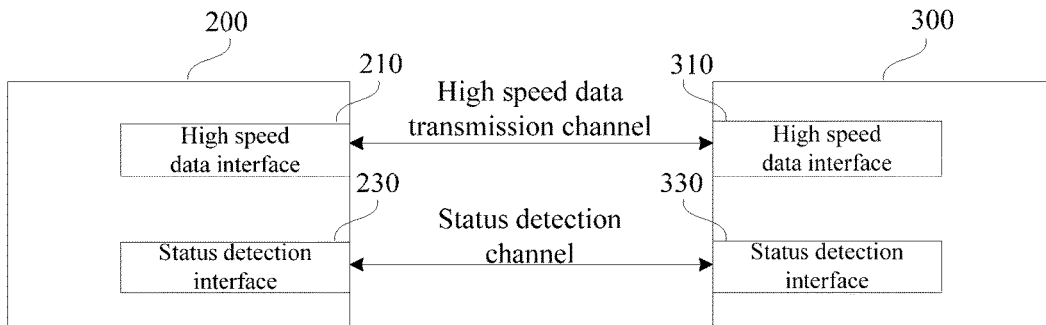 200
300
210
310
High speed data
transmission channel
High speed
data interface
High speed
data interface
230
330
Status detection
channel
Status detection
interface
Status detection
interface